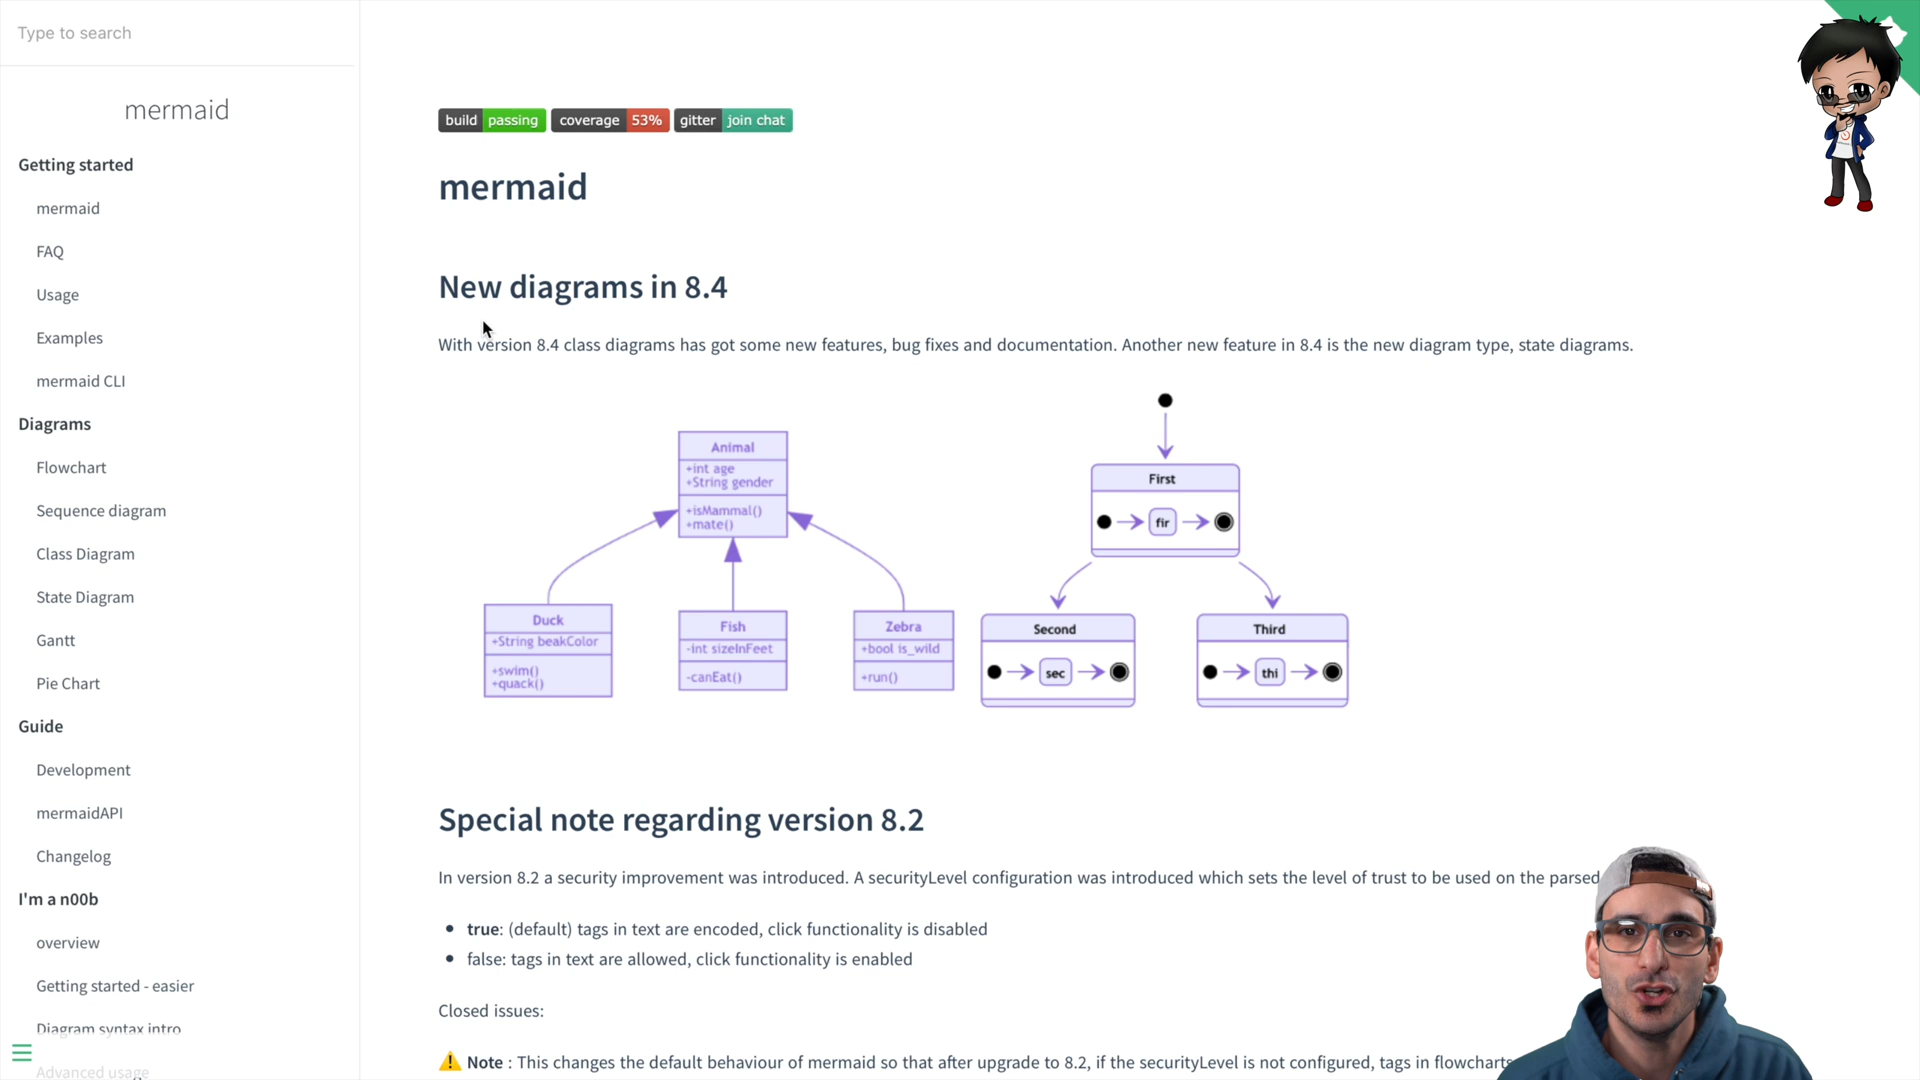 Type to search
mermaid
Getting started
mermaid
FAQ
Usage
Examples
mermaid CLI
Diagrams
Flowchart
Sequence diagram
Class Diagram
State Diagram
Gantt
Pie Chart
Guide
Development
mermaidAPI
Changelog
I'm a n00b
overview
Getting started - easier
Diagram syntax intro
Advanced usage
build passing coverage 53% gitter join chat
mermaid
New diagrams in 8.4
With version 8.4 class diagrams has got some new features, bug fixes and documentation. Another new feature in 8.4 is the new diagram type, state diagrams.
Animal
+int age
+String gender
+isMammal()
+mate()
Duck
+String beakColor
+swim()
+quack()
Fish
-int sizeInFeet
-canEat()
Zebra
+bool is_wild
+run()
First
fir
Second
sec
Third
thi
Special note regarding version 8.2
In version 8.2 a security improvement was introduced. A securityLevel configuration was introduced which sets the level of trust to be used on the parsed
• true: (default) tags in text are encoded, click functionality is disabled
• false: tags in text are allowed, click functionality is enabled
Closed issues:
⚠️ Note : This changes the default behaviour of mermaid so that after upgrade to 8.2, if the securityLevel is not configured, tags in flowcharts